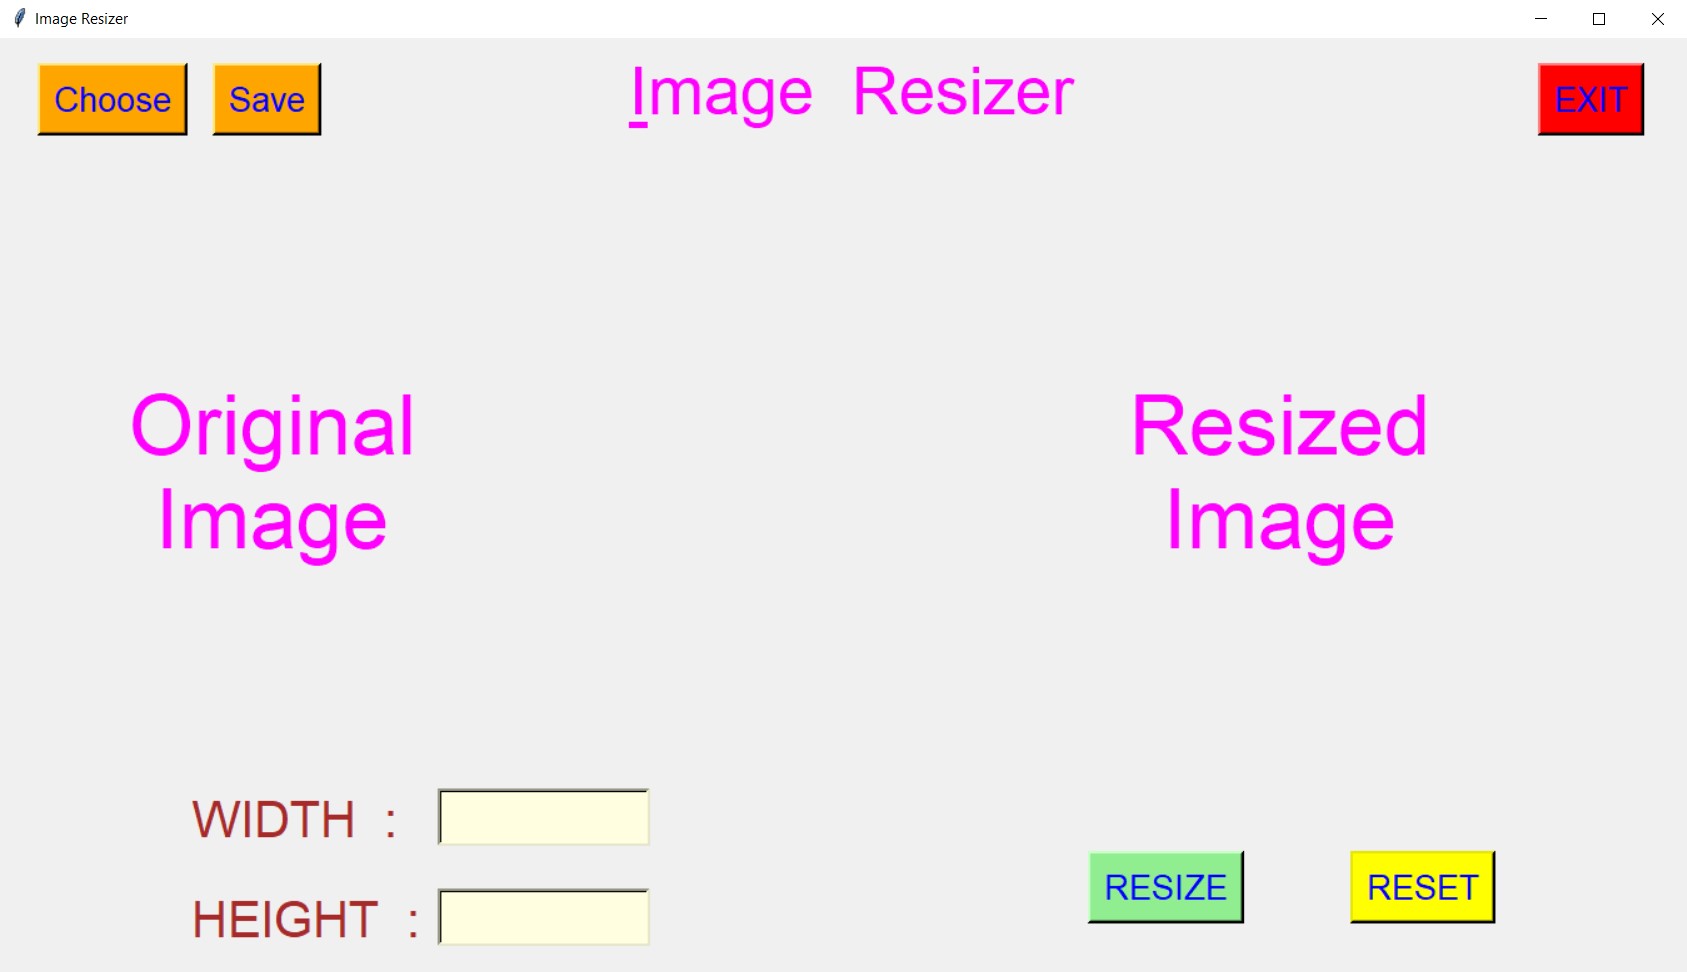 Image Resizer
Choose Save Image Resizer EXIT
Original
Image
Resized
Image
WIDTH :
HEIGHT :
RESIZE RESET